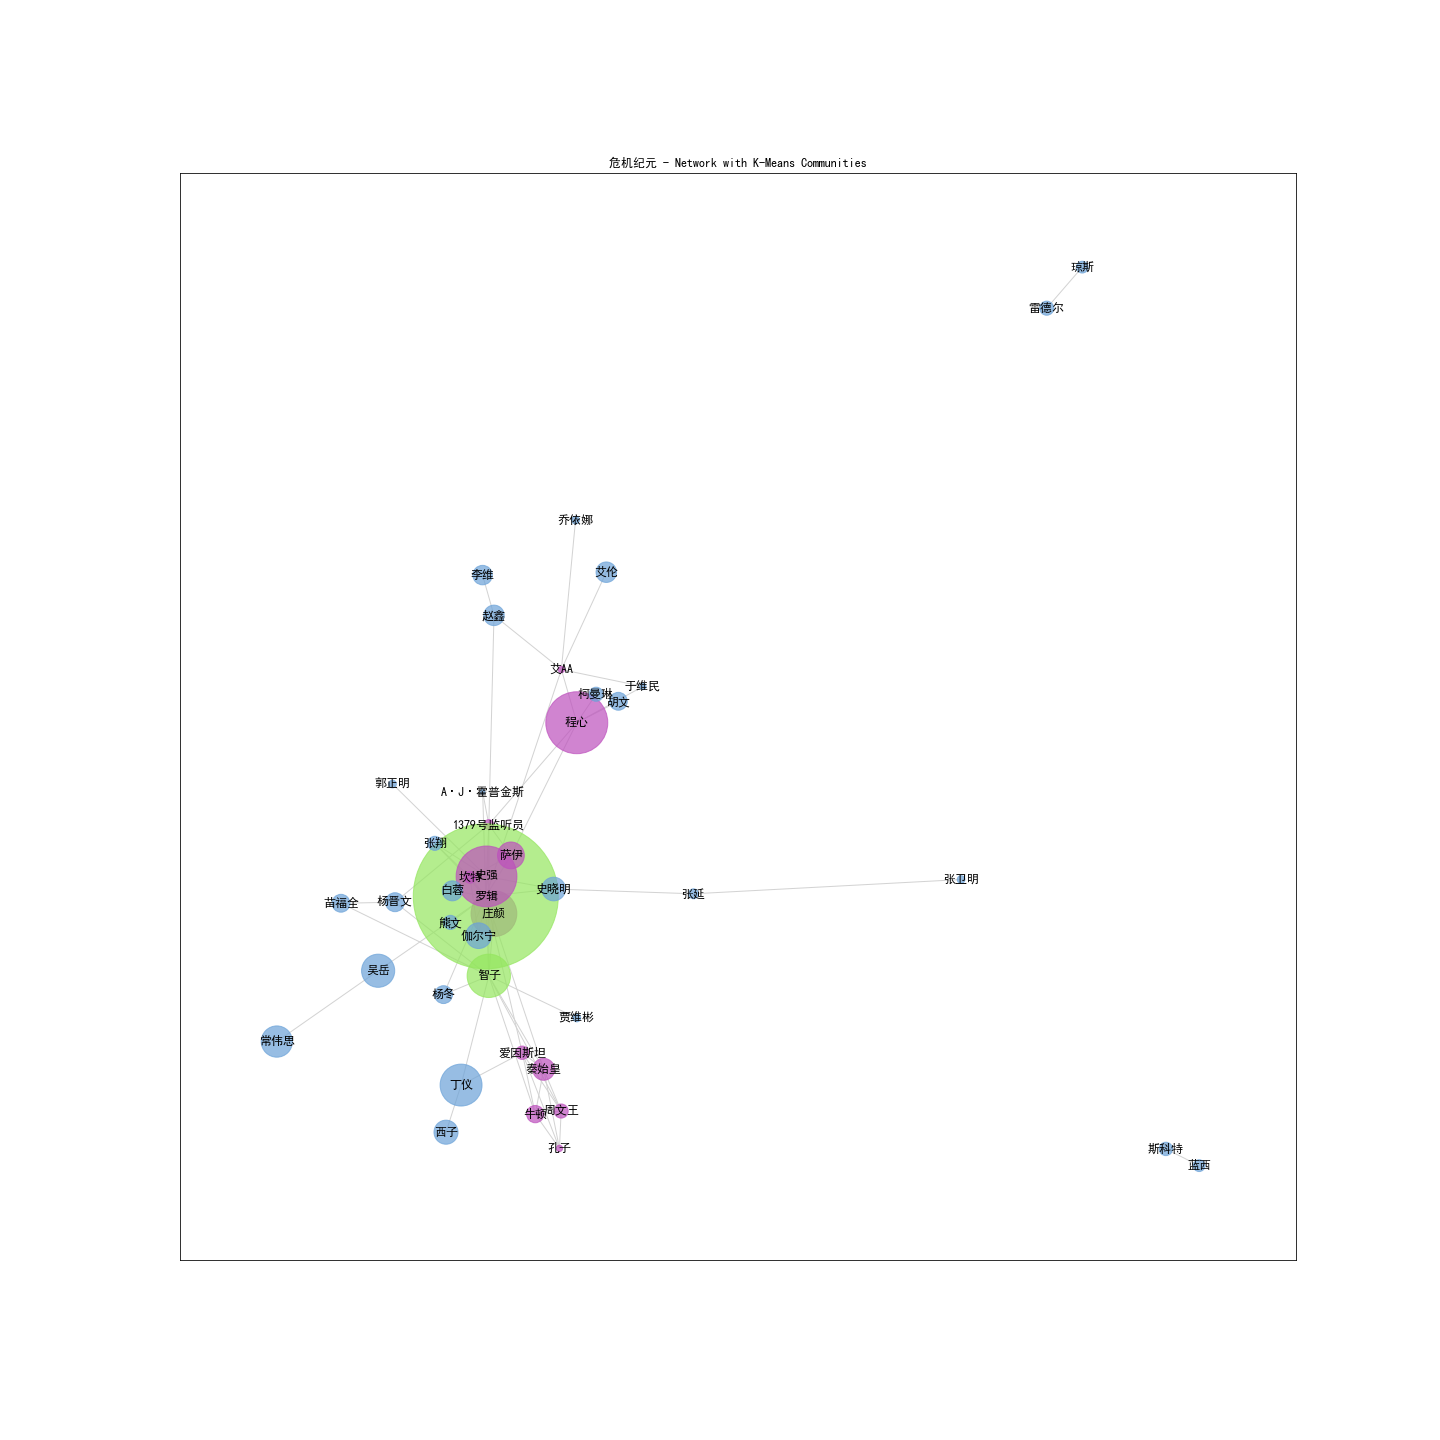 危机纪元 - Network with K-Means Communities
琼斯
雷德尔
乔依娜
艾伦
李维
赵鑫
艾AA
于维民
柯曼琳
胡文
程心
郭正明
A·J·霍普金斯
1379号监听员
张翔
萨伊
史强
坎特
张卫明
白蓉
史晓明
张延
罗辑
杨晋文
苗福全
庄颜
熊文
伽尔宁
吴岳
智子
杨冬
贾维彬
常伟思
爱因斯坦
秦始皇
丁仪
周文王
牛顿
西子
孔子
斯科特
蓝西